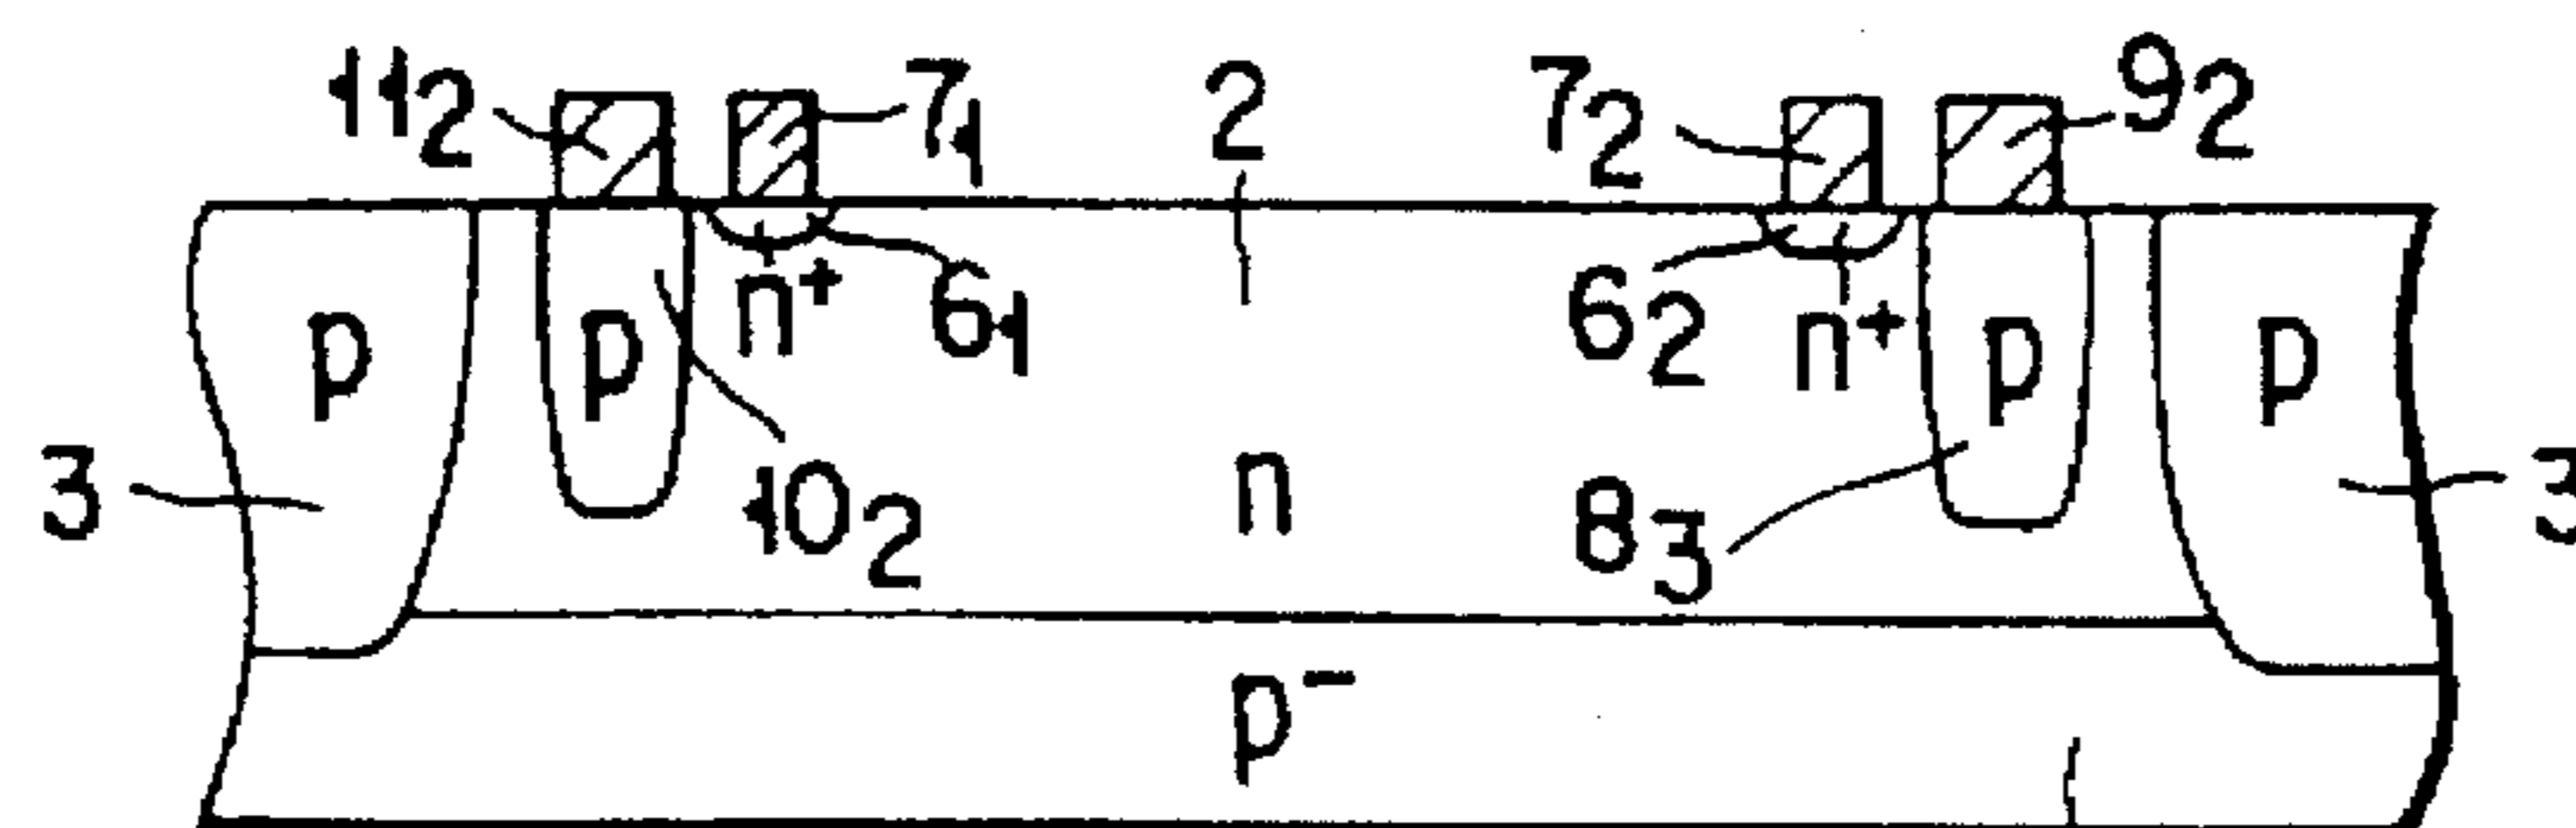 11₂ 7₁ 2 7₂ 9₂
p p n⁺ 6₁ 6₂ n⁺ p p
3 10₂ n 8₃ 3
p⁻